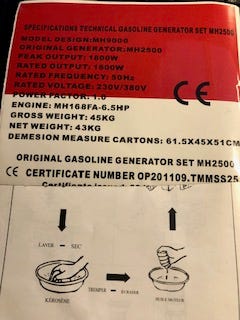 SPECIFICATIONS TECHNICAL GASOLINE GENERATOR SET MH2500
MODEL DESIGN:MH9000
ORIGINAL GENERATOR:MH2500
PEAK OUTPUT: 1800W
RATED OUTPUT: 1600W
RATED FREQUENCY: 50Hz
RATED VOLTAGE: 230V/380V
POWER FACTOR: 1.0
CE
ENGINE: MH168FA-6.5HP
GROSS WEIGHT: 45KG
NET WEIGHT: 43KG
DEMESION MEASURE CARTONS: 61.5X45X51CM
ORIGINAL GASOLINE GENERATOR SET MH2500
CE CERTIFICATE NUMBER OP201109.TMMSS25
LAVER - SEC
TREMPER - ECRASER
KÉROSÈNE
HUILE MOTEUR